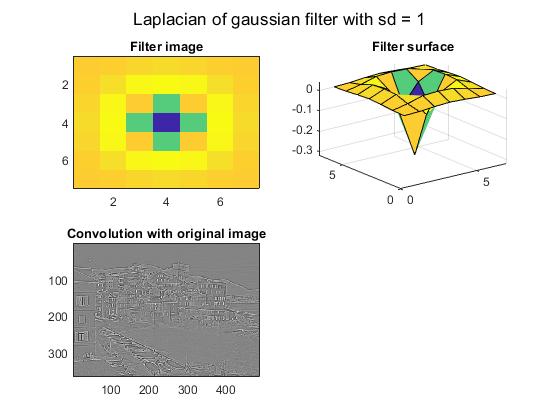 Laplacian of gaussian filter with sd = 1
Filter image
2
4
6
2 4 6
Filter surface
0
-0.1
-0.2
-0.3
5
0 0
5
Convolution with original image
100
200
300
100 200 300 400